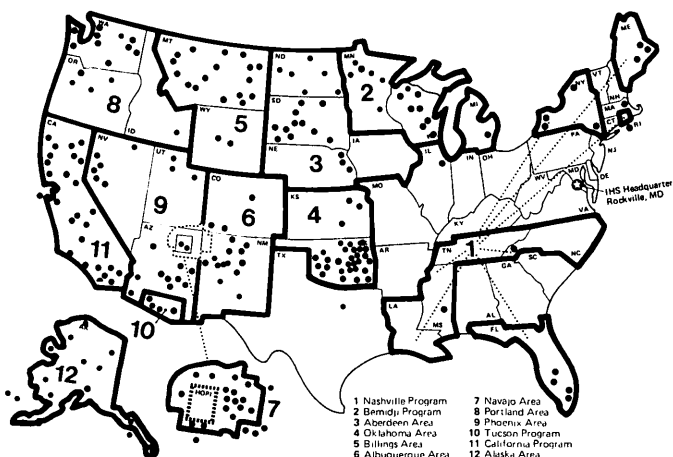 WA
MT
ND
MN
ME
OR
8
ID
WY
5
SD
2
MI
NY
VT
NH
MA
CT
RI
NE
3
IA
IL
IN
OH
PA
NJ
MD
DE
WV
IHS Headquarter
Rockville, MD
CA
NV
UT
CO
KS
4
MO
KY
VA
9
6
AZ
NM
TX
AR
TN
1
NC
SC
GA
11
10
LA
MS
AL
FL
12
HOPI
7
1 Nashville Program
2 Bemidji Program
3 Aberdeen Area
4 Oklahoma Area
5 Billings Area
6 Albuquerque Area
7 Navajo Area
8 Portland Area
9 Phoenix Area
10 Tucson Program
11 California Program
12 Alaska Area